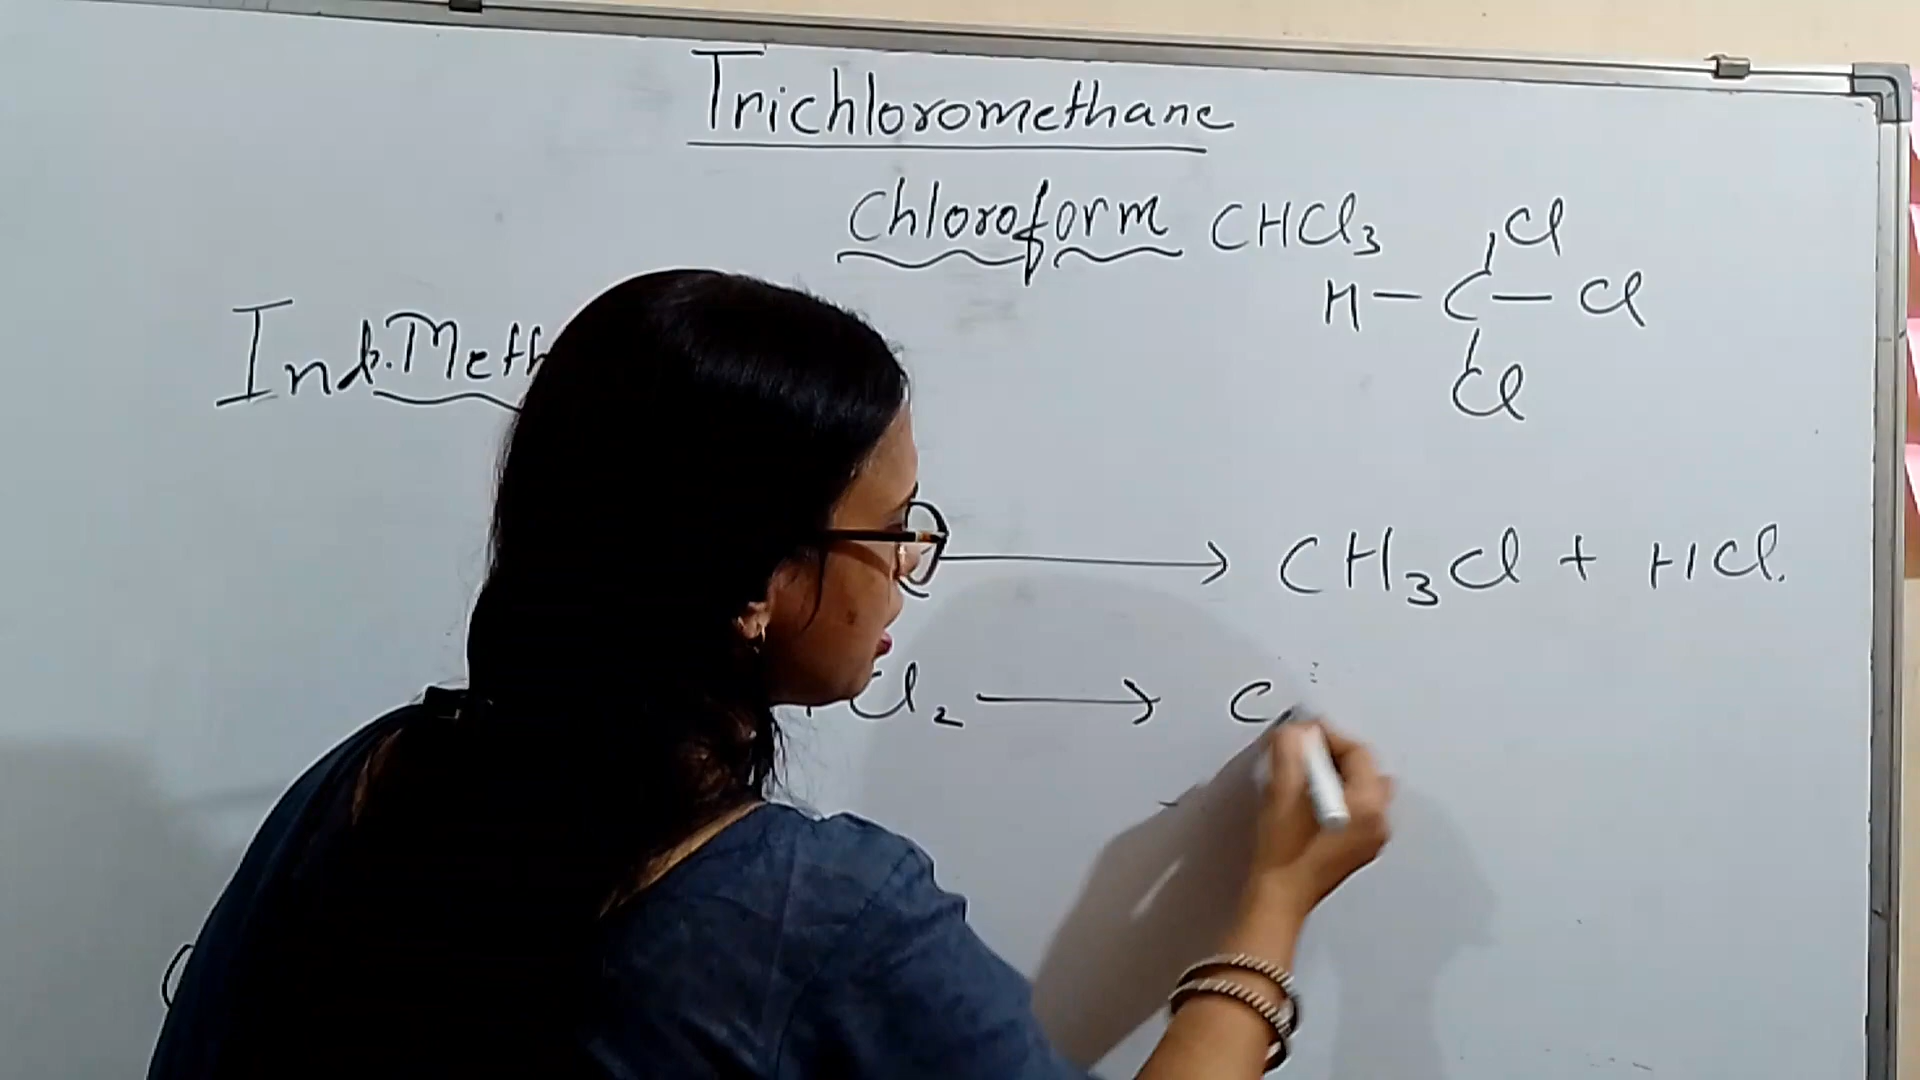 Trichloromethane
Chloroform CHCl₃
Cl
H — C — Cl
Cl
Ind. Meth
⟶ CH₃Cl + HCl.
Cl₂ ⟶ C